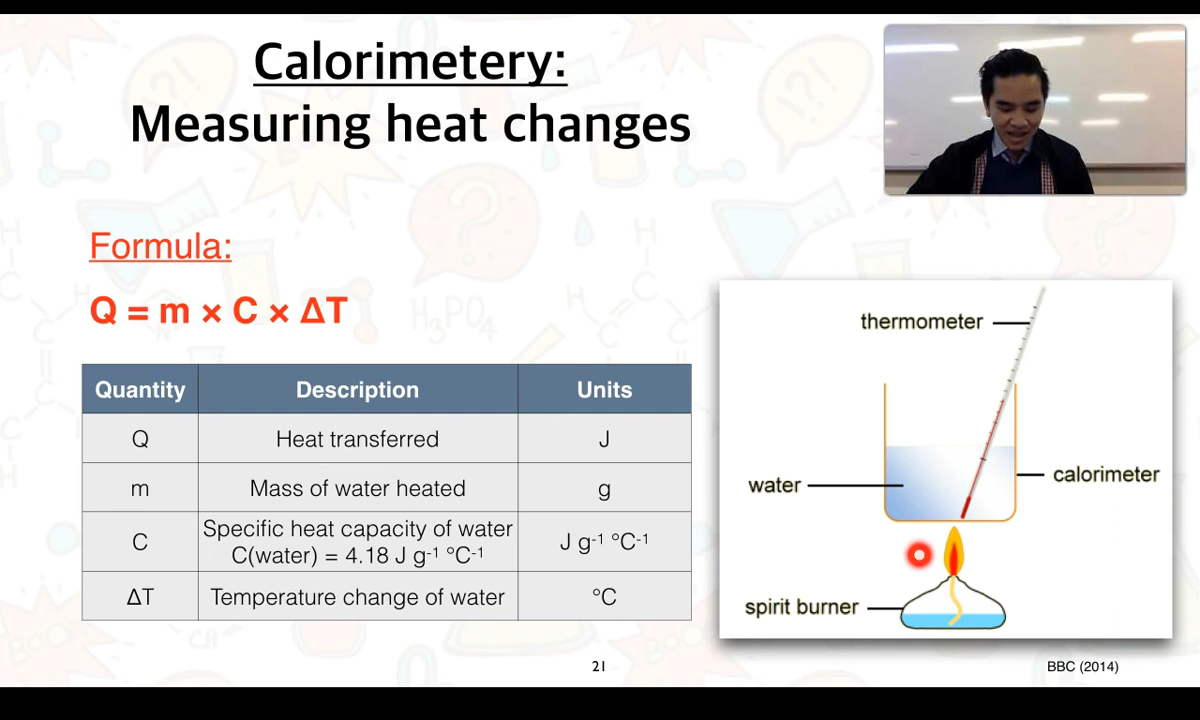 Calorimetery:
Measuring heat changes
Formula:
Q = m × C × ΔT
Quantity Description Units
Q Heat transferred J
m Mass of water heated g
C Specific heat capacity of water J g⁻¹ °C⁻¹
C(water) = 4.18 J g⁻¹ °C⁻¹
ΔT Temperature change of water °C
thermometer
water
calorimeter
spirit burner
21
BBC (2014)
H₃PO₄